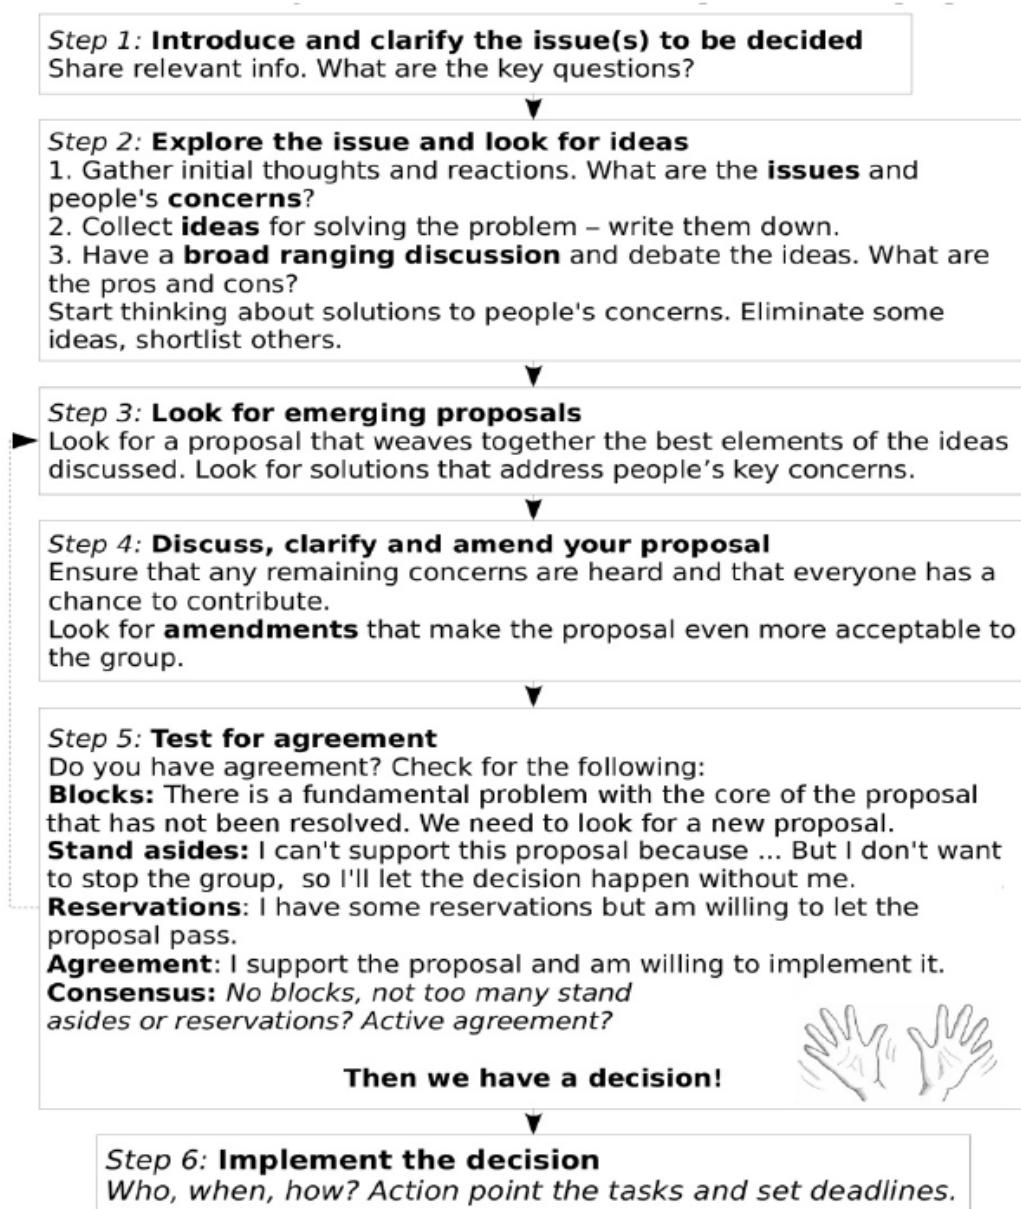 Step 1: Introduce and clarify the issue(s) to be decided
Share relevant info. What are the key questions?
Step 2: Explore the issue and look for ideas
1. Gather initial thoughts and reactions. What are the issues and
people's concerns?
2. Collect ideas for solving the problem – write them down.
3. Have a broad ranging discussion and debate the ideas. What are
the pros and cons?
Start thinking about solutions to people's concerns. Eliminate some
ideas, shortlist others.
Step 3: Look for emerging proposals
Look for a proposal that weaves together the best elements of the ideas
discussed. Look for solutions that address people’s key concerns.
Step 4: Discuss, clarify and amend your proposal
Ensure that any remaining concerns are heard and that everyone has a
chance to contribute.
Look for amendments that make the proposal even more acceptable to
the group.
Step 5: Test for agreement
Do you have agreement? Check for the following:
Blocks: There is a fundamental problem with the core of the proposal
that has not been resolved. We need to look for a new proposal.
Stand asides: I can't support this proposal because ... But I don't want
to stop the group,  so I'll let the decision happen without me.
Reservations: I have some reservations but am willing to let the
proposal pass.
Agreement: I support the proposal and am willing to implement it.
Consensus: No blocks, not too many stand
asides or reservations? Active agreement?
Then we have a decision!
Step 6: Implement the decision
Who, when, how? Action point the tasks and set deadlines.